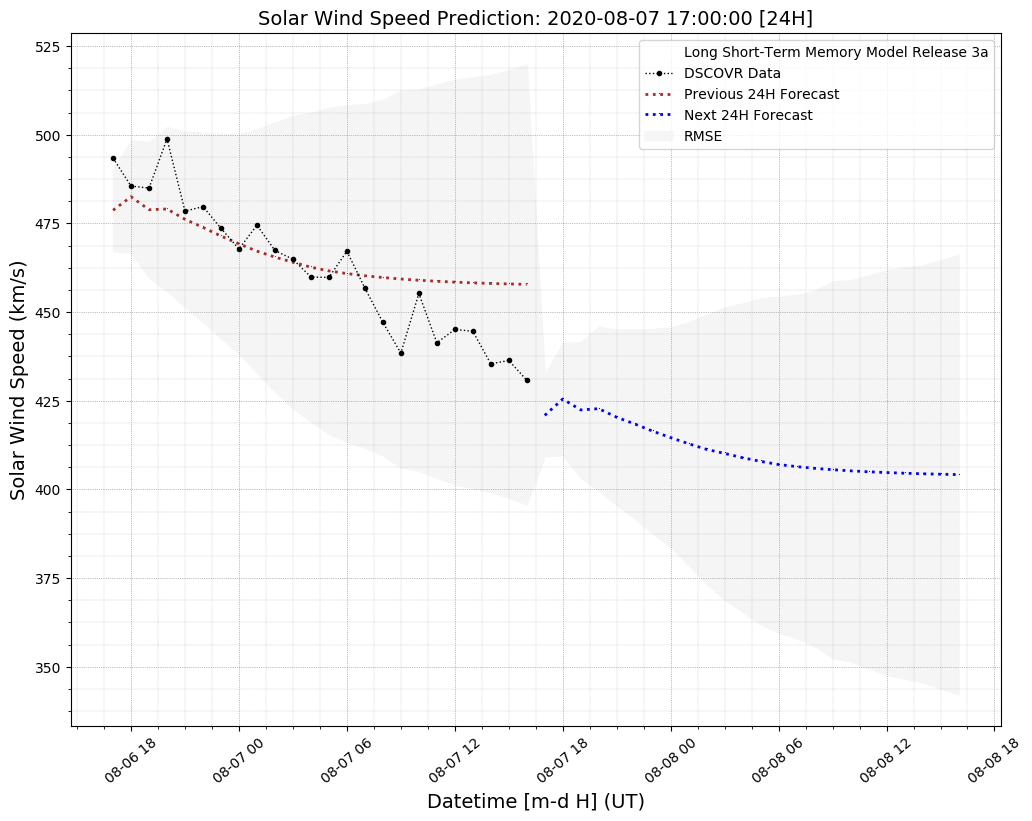 Solar Wind Speed Prediction: 2020-08-07 17:00:00 [24H]
Long Short-Term Memory Model Release 3a
DSCOVR Data
Previous 24H Forecast
Next 24H Forecast
RMSE
Solar Wind Speed (km/s)
525
500
475
450
425
400
375
350
08-06 18
08-07 00
08-07 06
08-07 12
08-07 18
08-08 00
08-08 06
08-08 12
08-08 18
Datetime [m-d H] (UT)